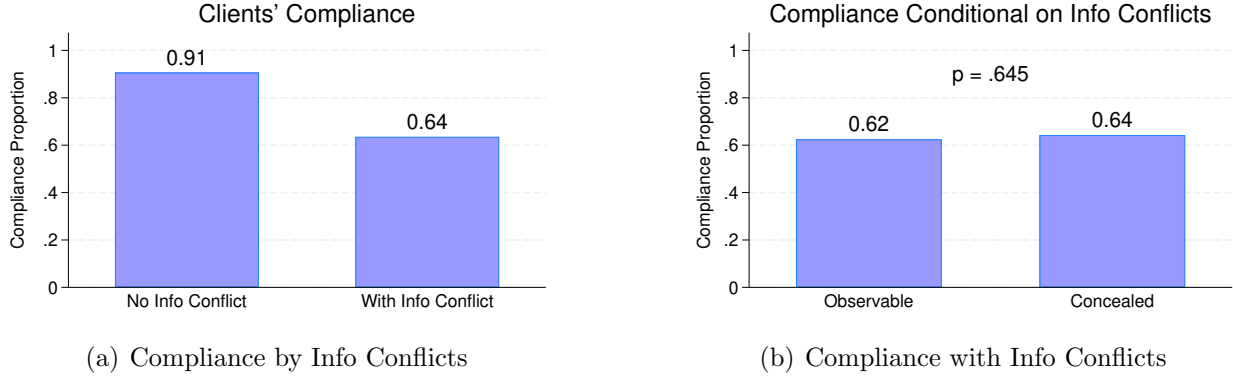 Clients’ Compliance
Compliance Proportion
1
.8
.6
.4
.2
0
0.91
0.64
No Info Conflict
With Info Conflict
(a) Compliance by Info Conflicts
Compliance Conditional on Info Conflicts
Compliance Proportion
1
.8
.6
.4
.2
0
p = .645
0.62
0.64
Observable
Concealed
(b) Compliance with Info Conflicts